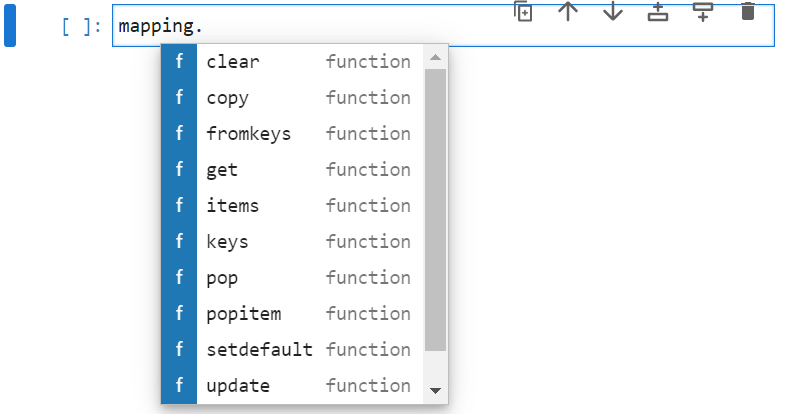 [ ]: mapping.
f clear function
f copy function
f fromkeys function
f get function
f items function
f keys function
f pop function
f popitem function
f setdefault function
f update function